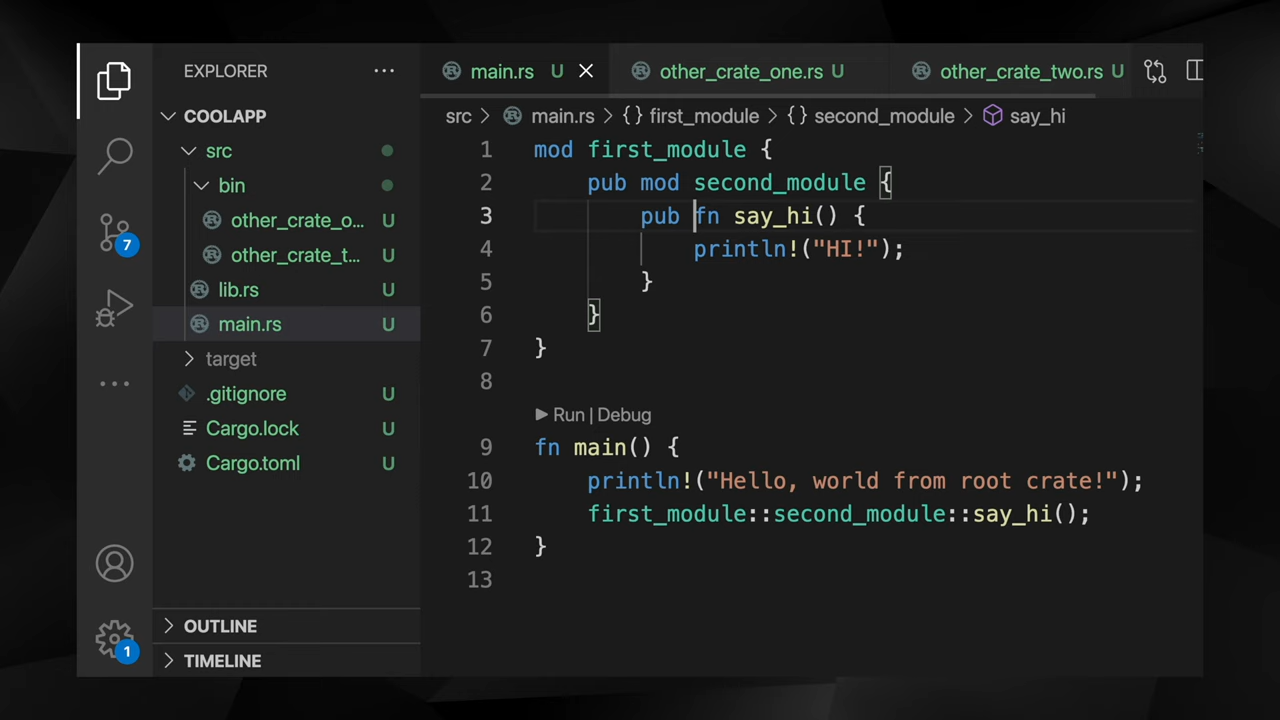 EXPLORER ...
COOLAPP
src
bin
other_crate_o... U
other_crate_t... U
lib.rs U
main.rs U
target
.gitignore U
Cargo.lock U
Cargo.toml U
OUTLINE
TIMELINE
7
1
main.rs U other_crate_one.rs U other_crate_two.rs U
src > main.rs > {} first_module > {} second_module > say_hi
1 mod first_module {
2     pub mod second_module {
3         pub fn say_hi() {
4             println!("HI!");
5         }
6     }
7 }
8
Run | Debug
9 fn main() {
10     println!("Hello, world from root crate!");
11     first_module::second_module::say_hi();
12 }
13